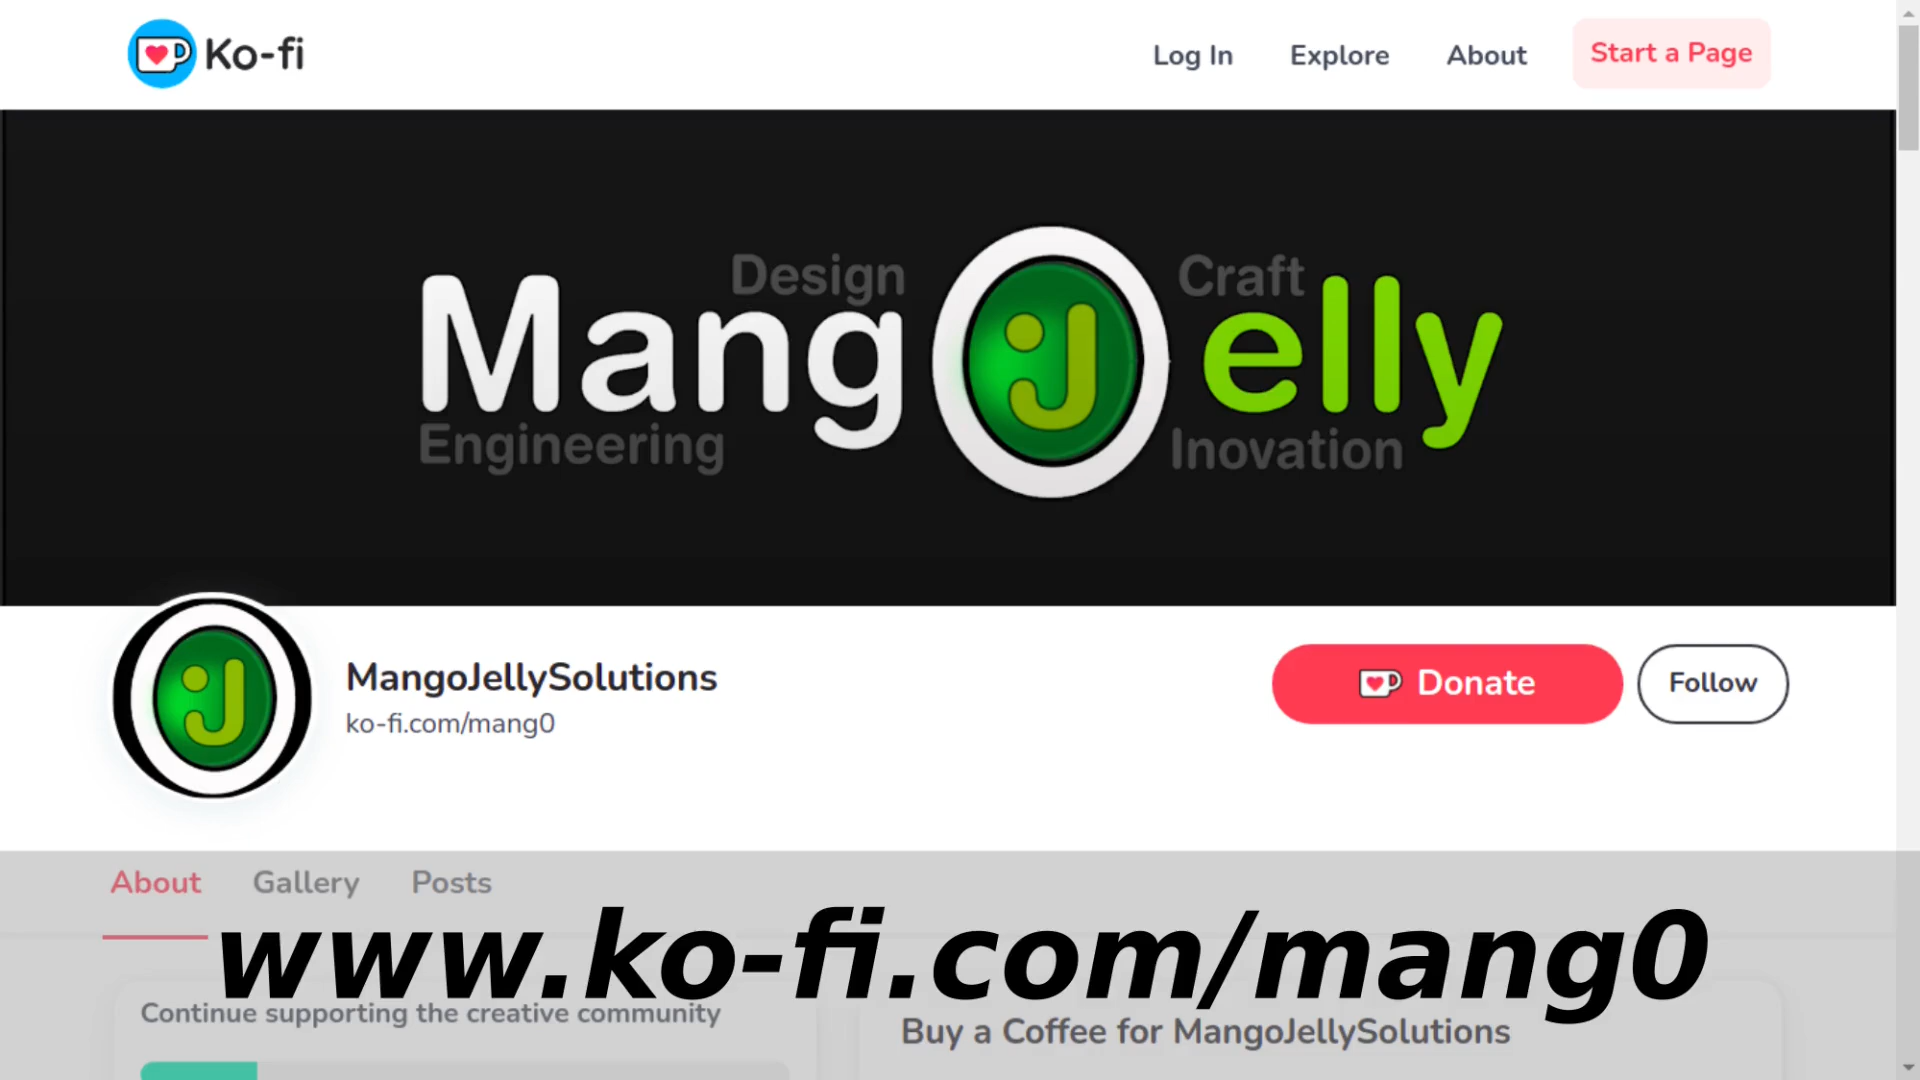 Ko-fi
Log In Explore About Start a Page
Design Craft
Mang J elly
Engineering Inovation
J
MangoJellySolutions
ko-fi.com/mang0
Donate Follow
About Gallery Posts
www.ko-fi.com/mang0
Continue supporting the creative community
Buy a Coffee for MangoJellySolutions